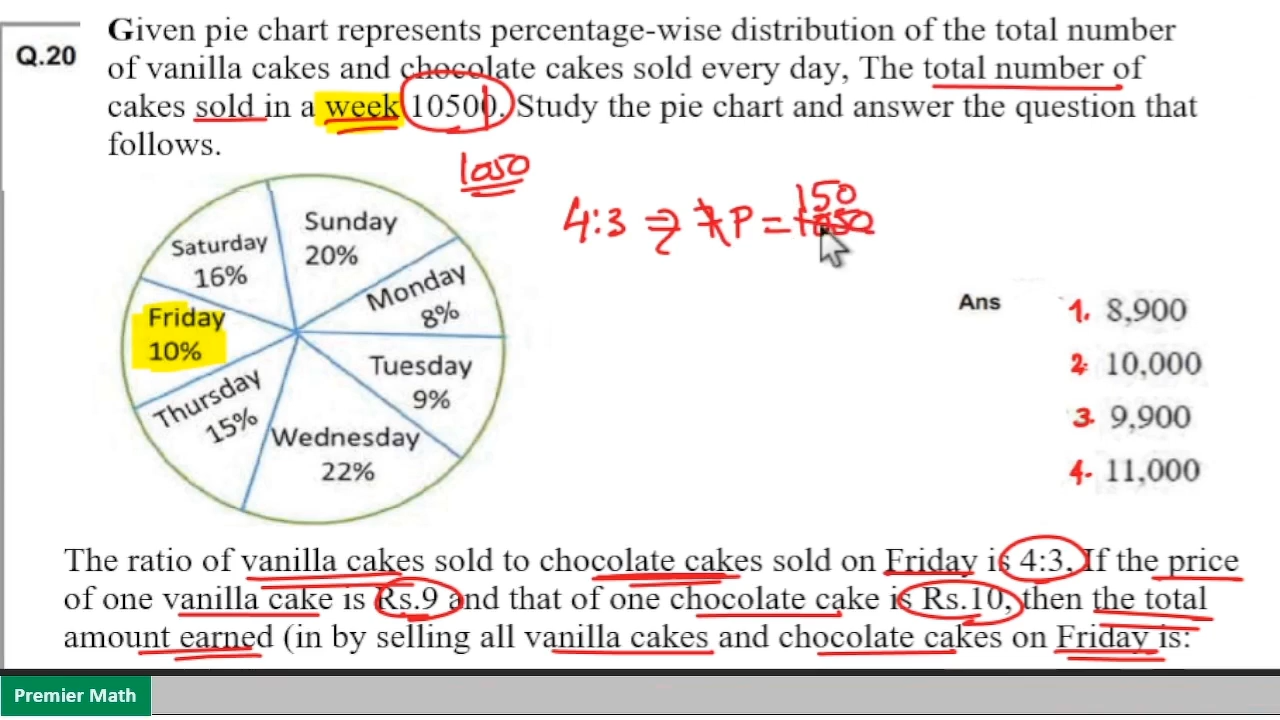 Q.20
Given pie chart represents percentage-wise distribution of the total number
of vanilla cakes and chocolate cakes sold every day, The total number of
cakes sold in a week 10500. Study the pie chart and answer the question that
follows.
1050
4:3 ⇒ 7P = 1050
150
Sunday
20%
Monday
8%
Tuesday
9%
Wednesday
22%
Thursday
15%
Friday
10%
Saturday
16%
Ans
1. 8,900
2. 10,000
3. 9,900
4. 11,000
The ratio of vanilla cakes sold to chocolate cakes sold on Friday is 4:3. If the price
of one vanilla cake is Rs.9 and that of one chocolate cake is Rs.10, then the total
amount earned (in by selling all vanilla cakes and chocolate cakes on Friday is:
Premier Math